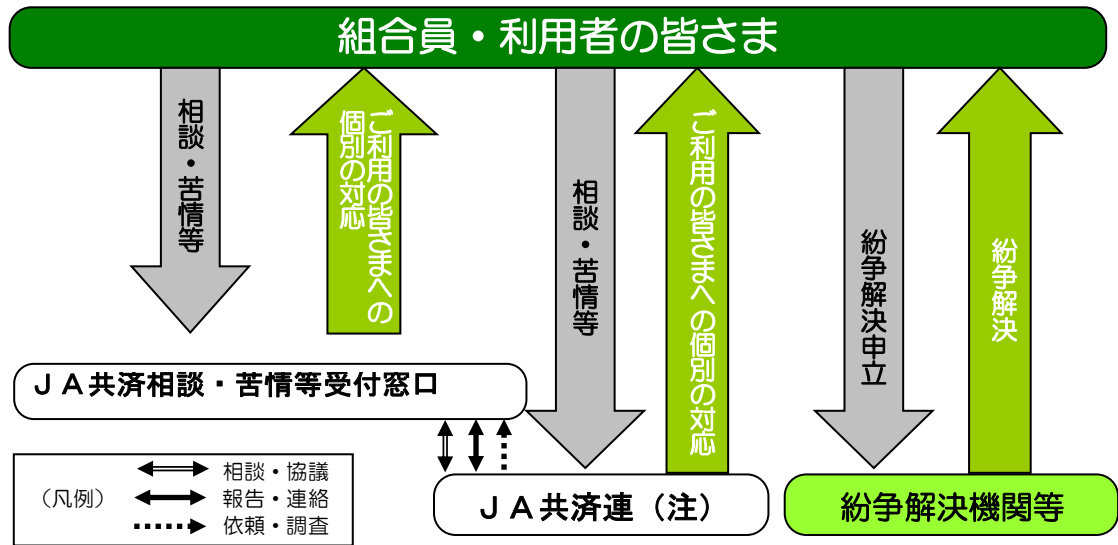 組合員・利用者の皆さま
相談・苦情等
ご利用の皆さまへの
個別の対応
相談・苦情等
ご利用の皆さまへの個別の対応
紛争解決申立
紛争解決
ＪＡ共済相談・苦情等受付窓口
（凡例）
相談・協議
報告・連絡
依頼・調査
ＪＡ共済連（注）
紛争解決機関等